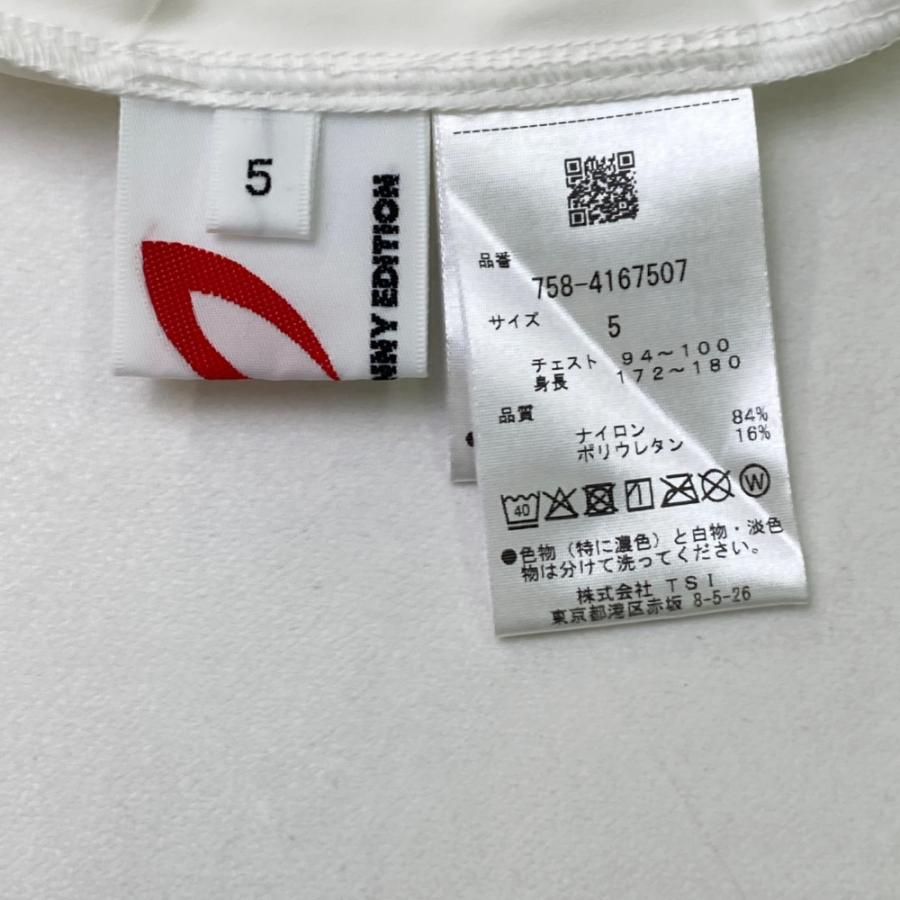 5
NNY EDITION
品番
758-4167507
サイズ 5
チェスト 94～100
身長 172～180
品質
ナイロン 84%
ポリウレタン 16%
40
W
●色物（特に濃色）と白物・淡色
物は分けて洗ってください。
株式会社 TSI
東京都港区赤坂 8-5-26